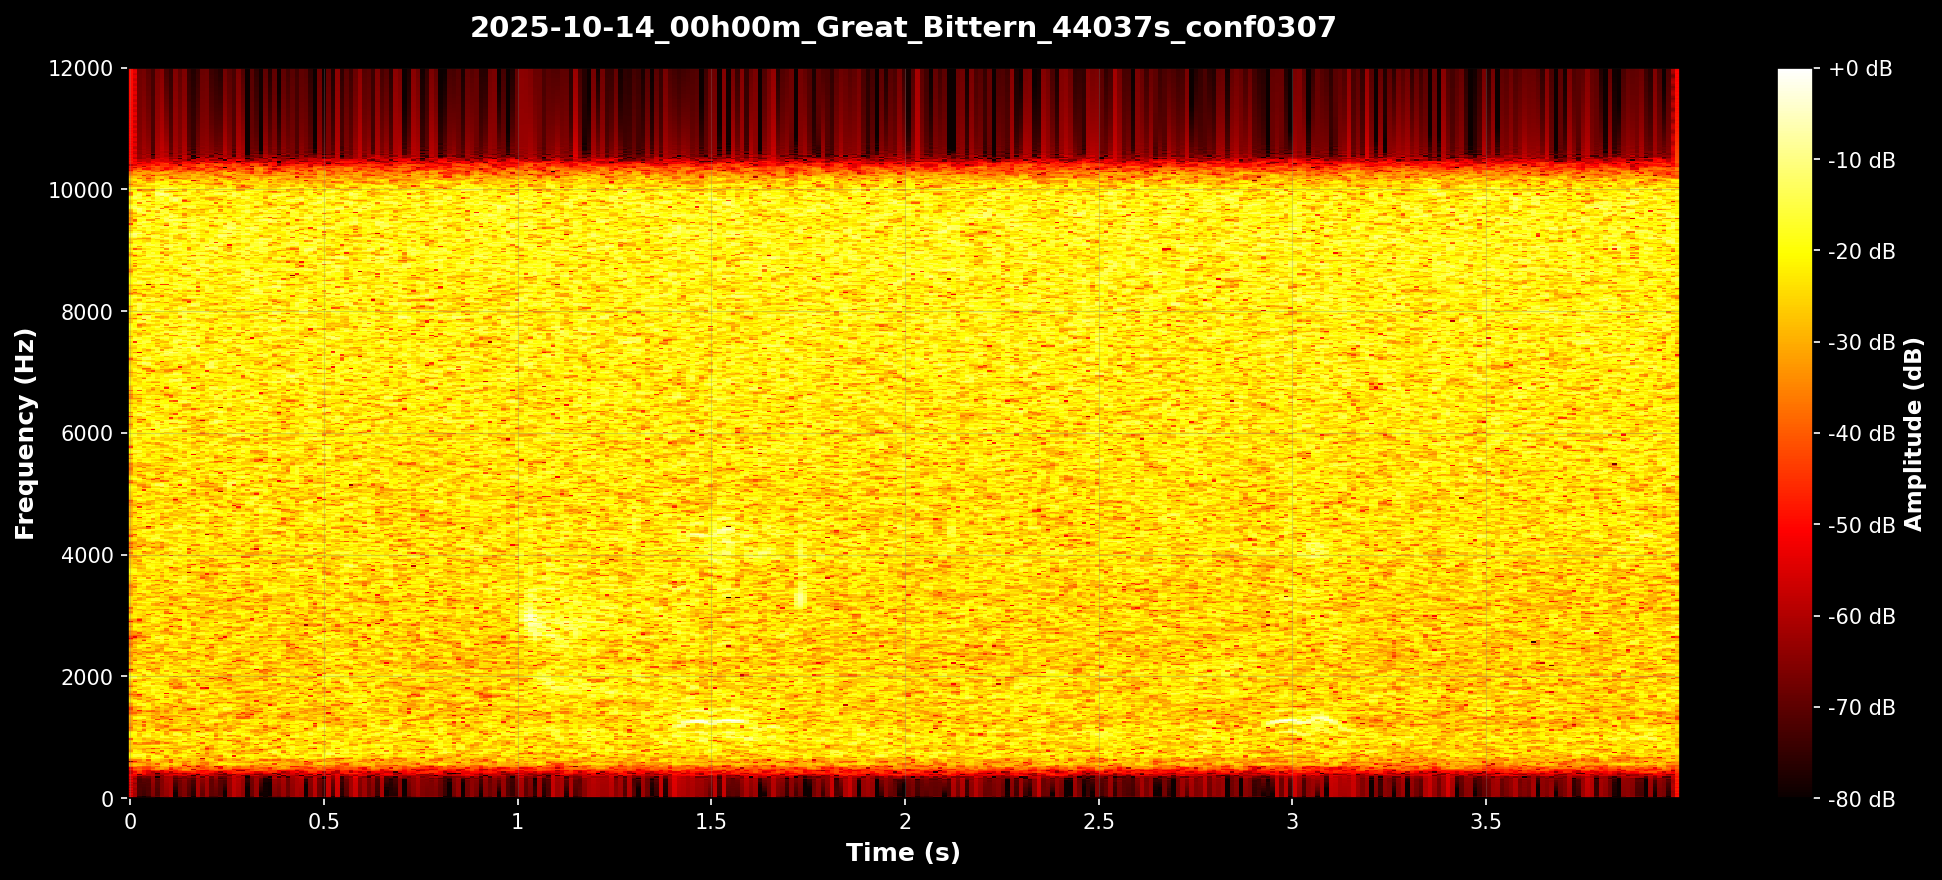 2025-10-14_00h00m_Great_Bittern_44037s_conf0307
12000
10000
8000
6000
4000
2000
0
Frequency (Hz)
0
0.5
1
1.5
2
2.5
3
3.5
Time (s)
+0 dB
-10 dB
-20 dB
-30 dB
-40 dB
-50 dB
-60 dB
-70 dB
-80 dB
Amplitude (dB)